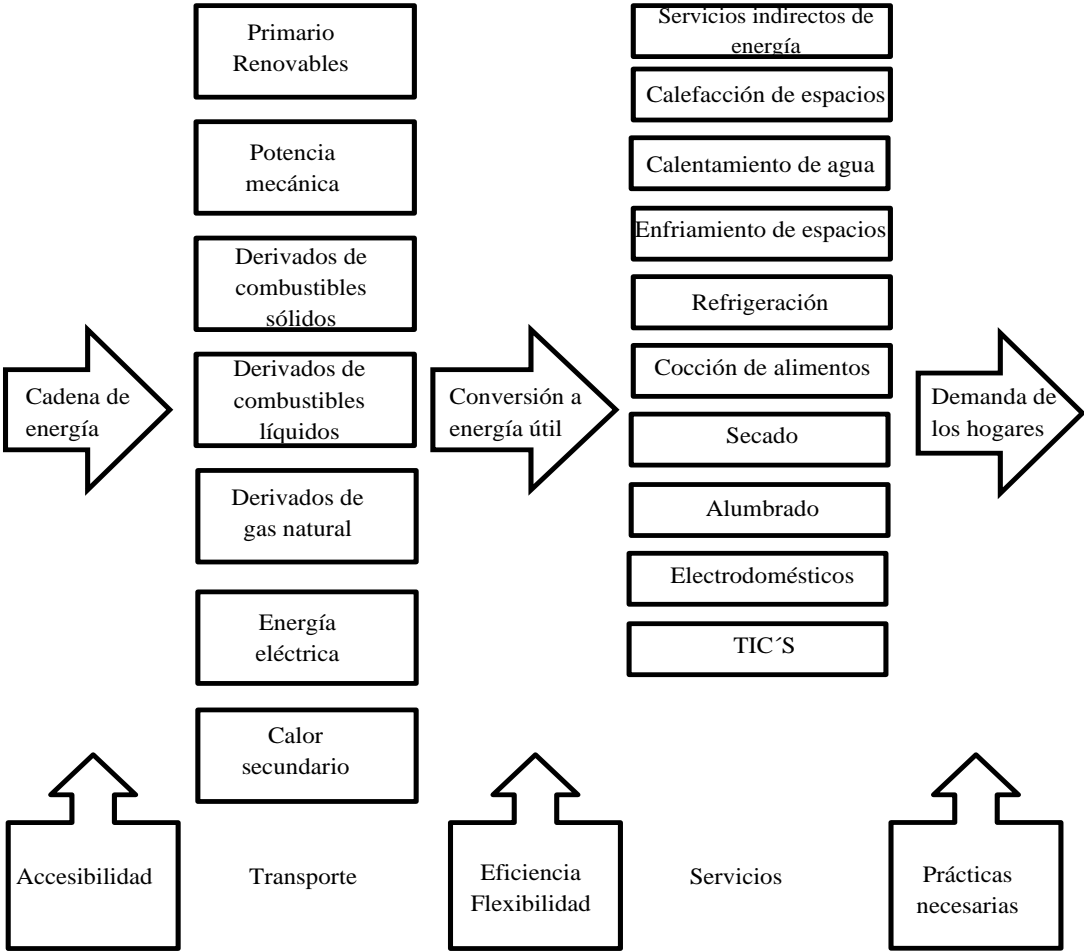 Primario
Renovables
Potencia
mecánica
Derivados de
combustibles
sólidos
Derivados de
combustibles
líquidos
Derivados de
gas natural
Energía
eléctrica
Calor
secundario
Servicios indirectos de
energía
Calefacción de espacios
Calentamiento de agua
Enfriamiento de espacios
Refrigeración
Cocción de alimentos
Secado
Alumbrado
Electrodomésticos
TIC´S
Cadena de
energía
Conversión a
energía útil
Demanda de
los hogares
Accesibilidad
Transporte
Eficiencia
Flexibilidad
Servicios
Prácticas
necesarias